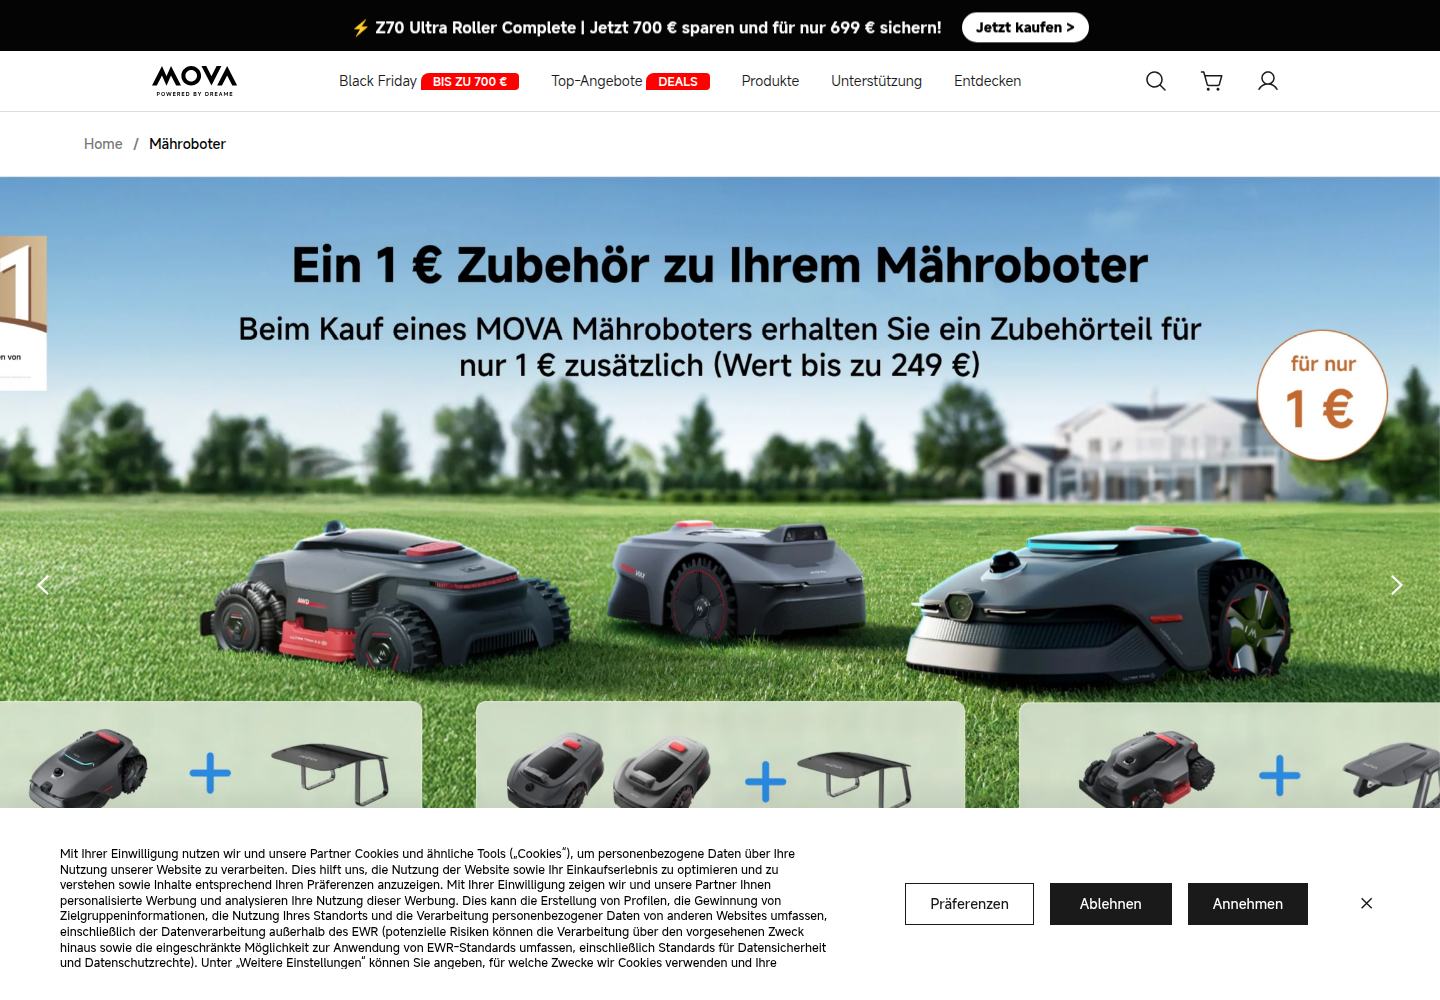 ⚡ Z70 Ultra Roller Complete | Jetzt 700 € sparen und für nur 699 € sichern!
Jetzt kaufen >
MOVA
POWERED BY DREAME
Black Friday BIS ZU 700 €
Top-Angebote DEALS
Produkte
Unterstützung
Entdecken
Home / Mähroboter
1
en von
Ein 1 € Zubehör zu Ihrem Mähroboter
Beim Kauf eines MOVA Mähroboters erhalten Sie ein Zubehörteil für
nur 1 € zusätzlich (Wert bis zu 249 €)
für nur
1 €
AWD
Mit Ihrer Einwilligung nutzen wir und unsere Partner Cookies und ähnliche Tools („Cookies“), um personenbezogene Daten über Ihre
Nutzung unserer Website zu verarbeiten. Dies hilft uns, die Nutzung der Website sowie Ihr Einkaufserlebnis zu optimieren und zu
verstehen sowie Inhalte entsprechend Ihren Präferenzen anzuzeigen. Mit Ihrer Einwilligung zeigen wir und unsere Partner Ihnen
personalisierte Werbung und analysieren Ihre Nutzung dieser Werbung. Dies kann die Erstellung von Profilen, die Gewinnung von
Zielgruppeninformationen, die Nutzung Ihres Standorts und die Verarbeitung personenbezogener Daten von anderen Websites umfassen,
einschließlich der Datenverarbeitung außerhalb des EWR (potenzielle Risiken können die Verarbeitung über den vorgesehenen Zweck
hinaus sowie die eingeschränkte Möglichkeit zur Anwendung von EWR-Standards umfassen, einschließlich Standards für Datensicherheit
und Datenschutzrechte). Unter „Weitere Einstellungen“ können Sie angeben, für welche Zwecke wir Cookies verwenden und Ihre
Präferenzen
Ablehnen
Annehmen